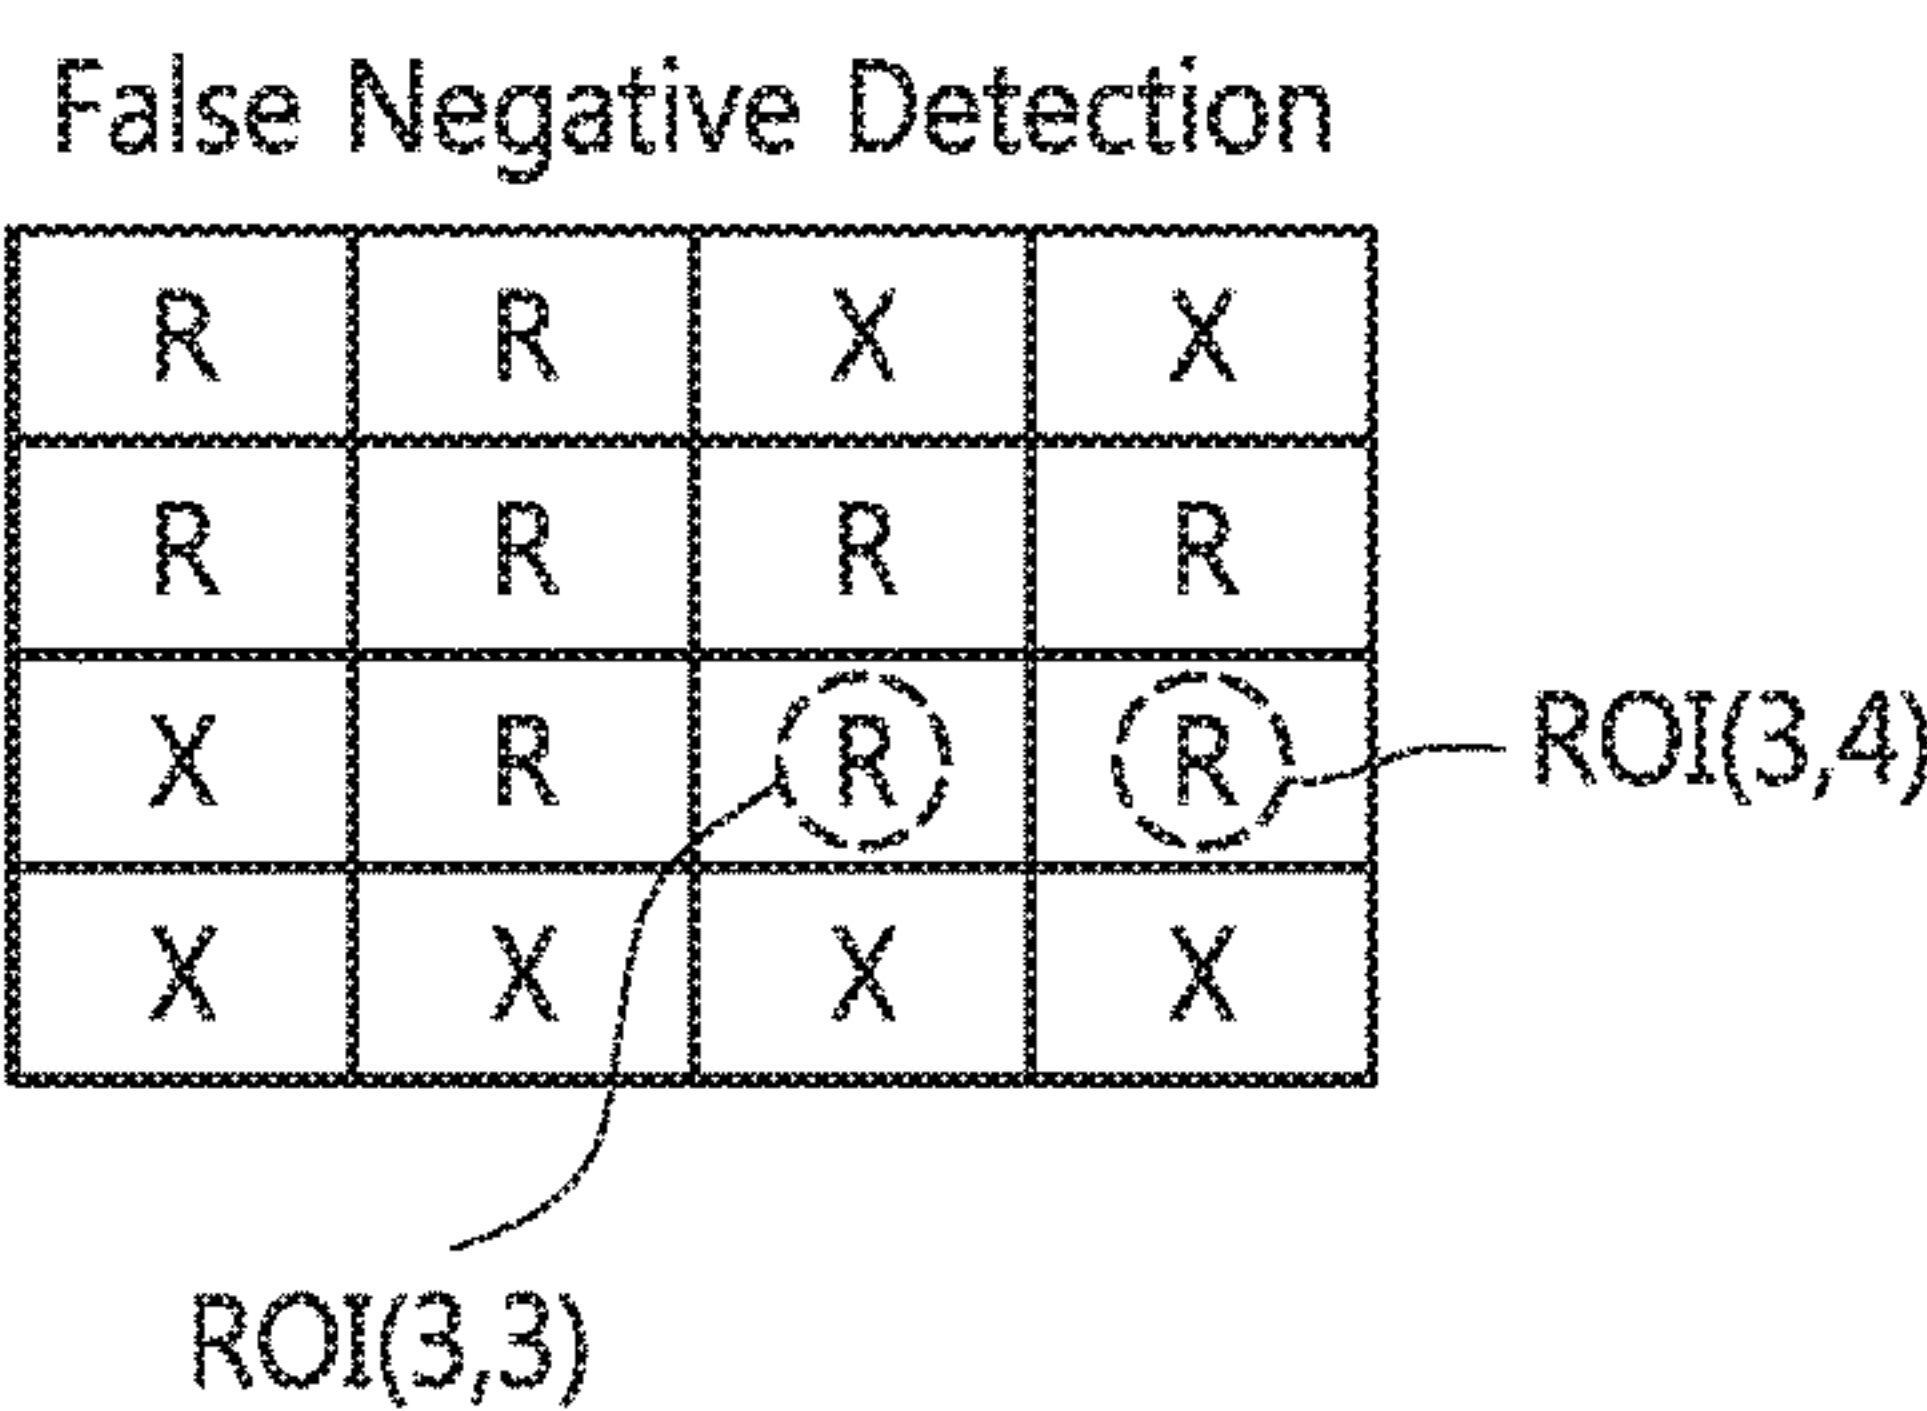 False Negative Detection
R R X X
R R R R
X R R R ROI(3,4)
X X X X
ROI(3,3)